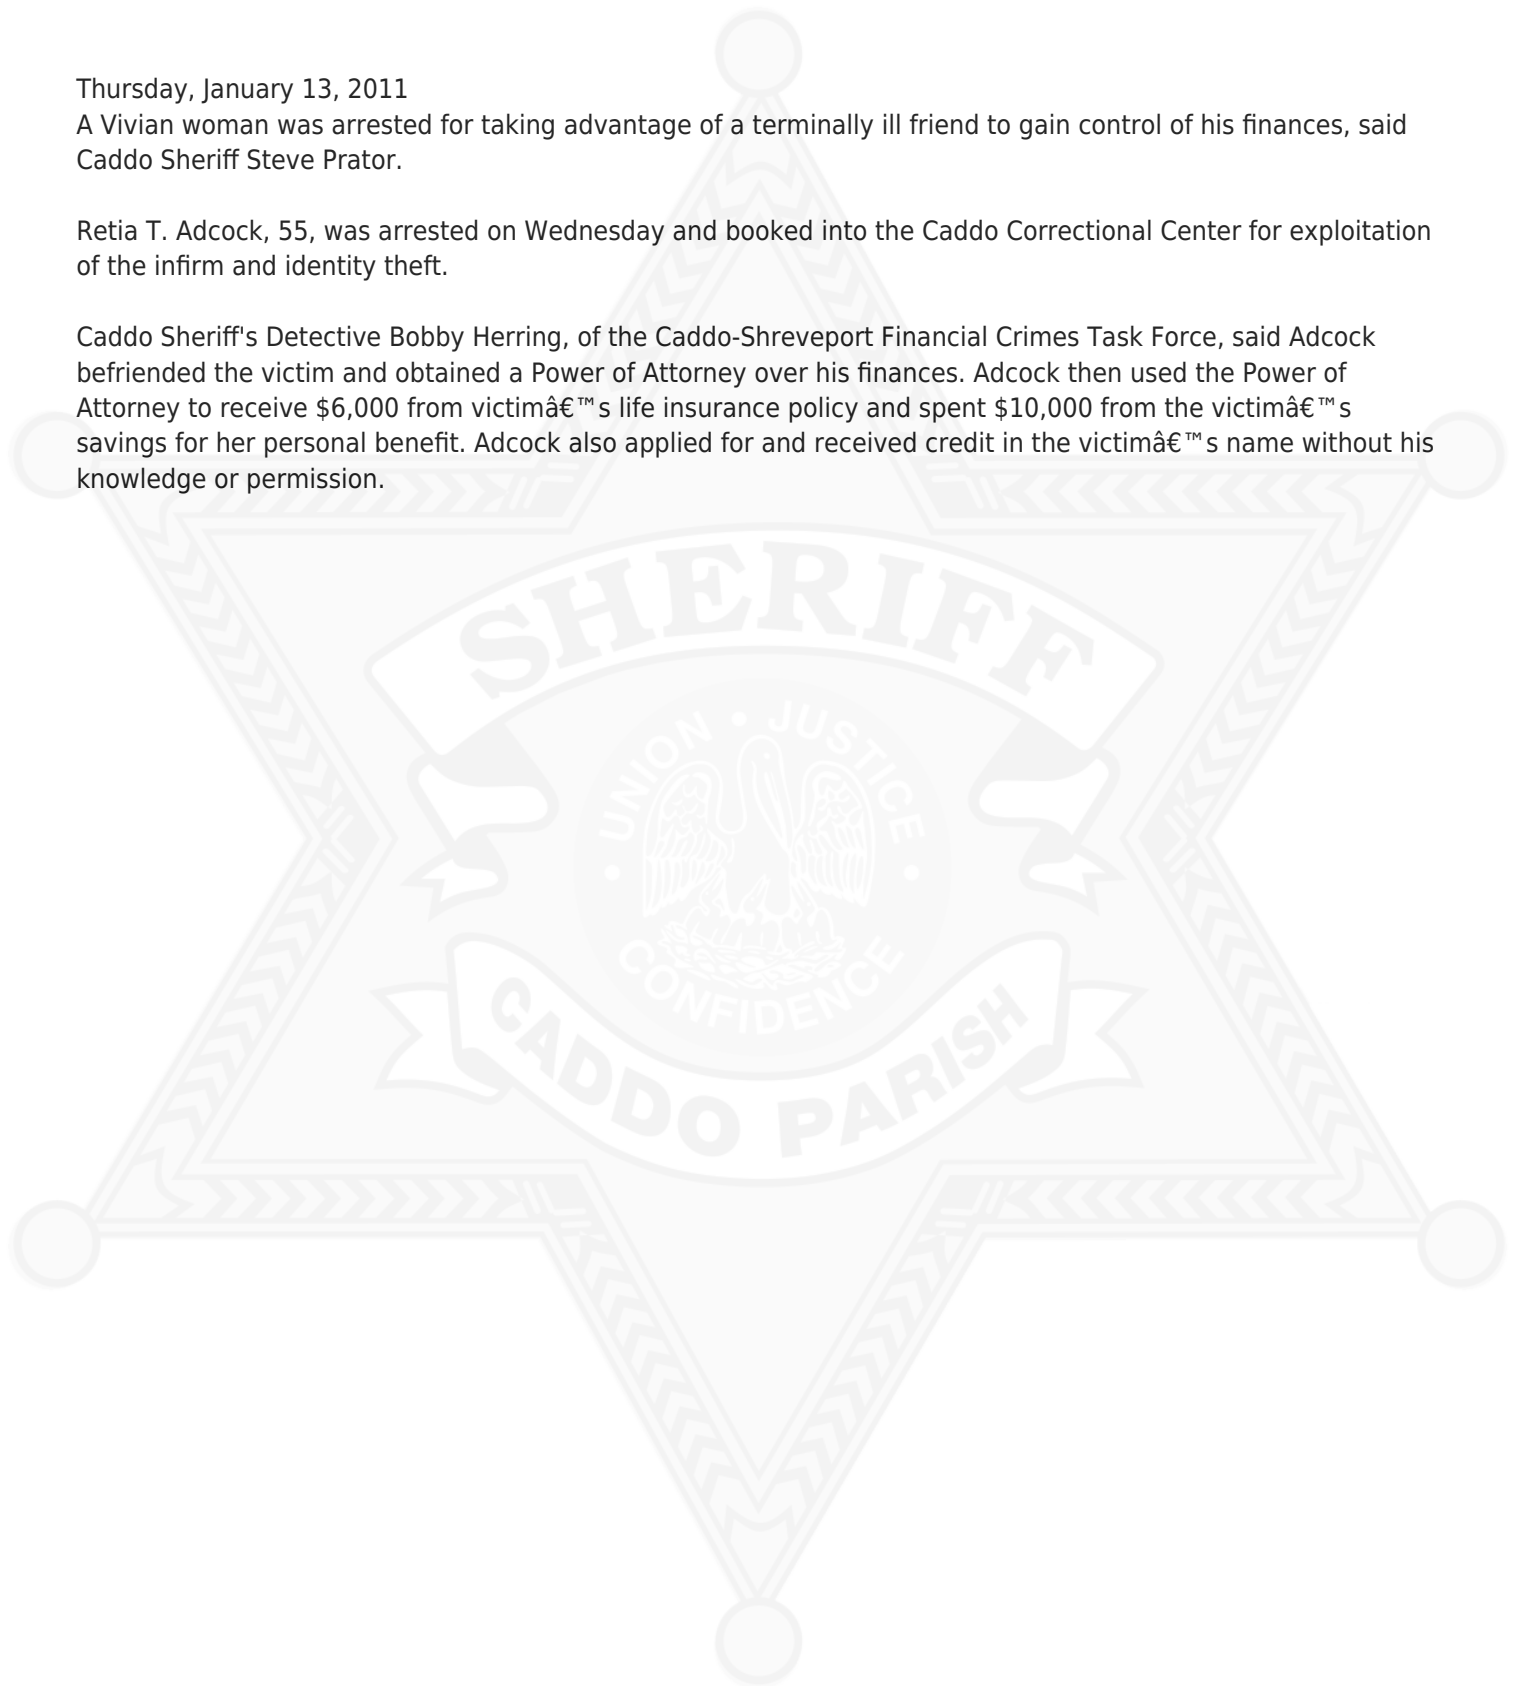 Thursday, January 13, 2011
A Vivian woman was arrested for taking advantage of a terminally ill friend to gain control of his finances, said
Caddo Sheriff Steve Prator.
Retia T. Adcock, 55, was arrested on Wednesday and booked into the Caddo Correctional Center for exploitation
of the infirm and identity theft.
Caddo Sheriff's Detective Bobby Herring, of the Caddo-Shreveport Financial Crimes Task Force, said Adcock
befriended the victim and obtained a Power of Attorney over his finances. Adcock then used the Power of
Attorney to receive $6,000 from victimâ€™s life insurance policy and spent $10,000 from the victimâ€™s
savings for her personal benefit. Adcock also applied for and received credit in the victimâ€™s name without his
knowledge or permission.
SHERIFF
UNION • JUSTICE
• CONFIDENCE •
CADDO PARISH